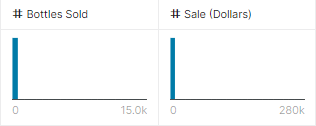 # Bottles Sold
# Sale (Dollars)
0 15.0k
0 280k